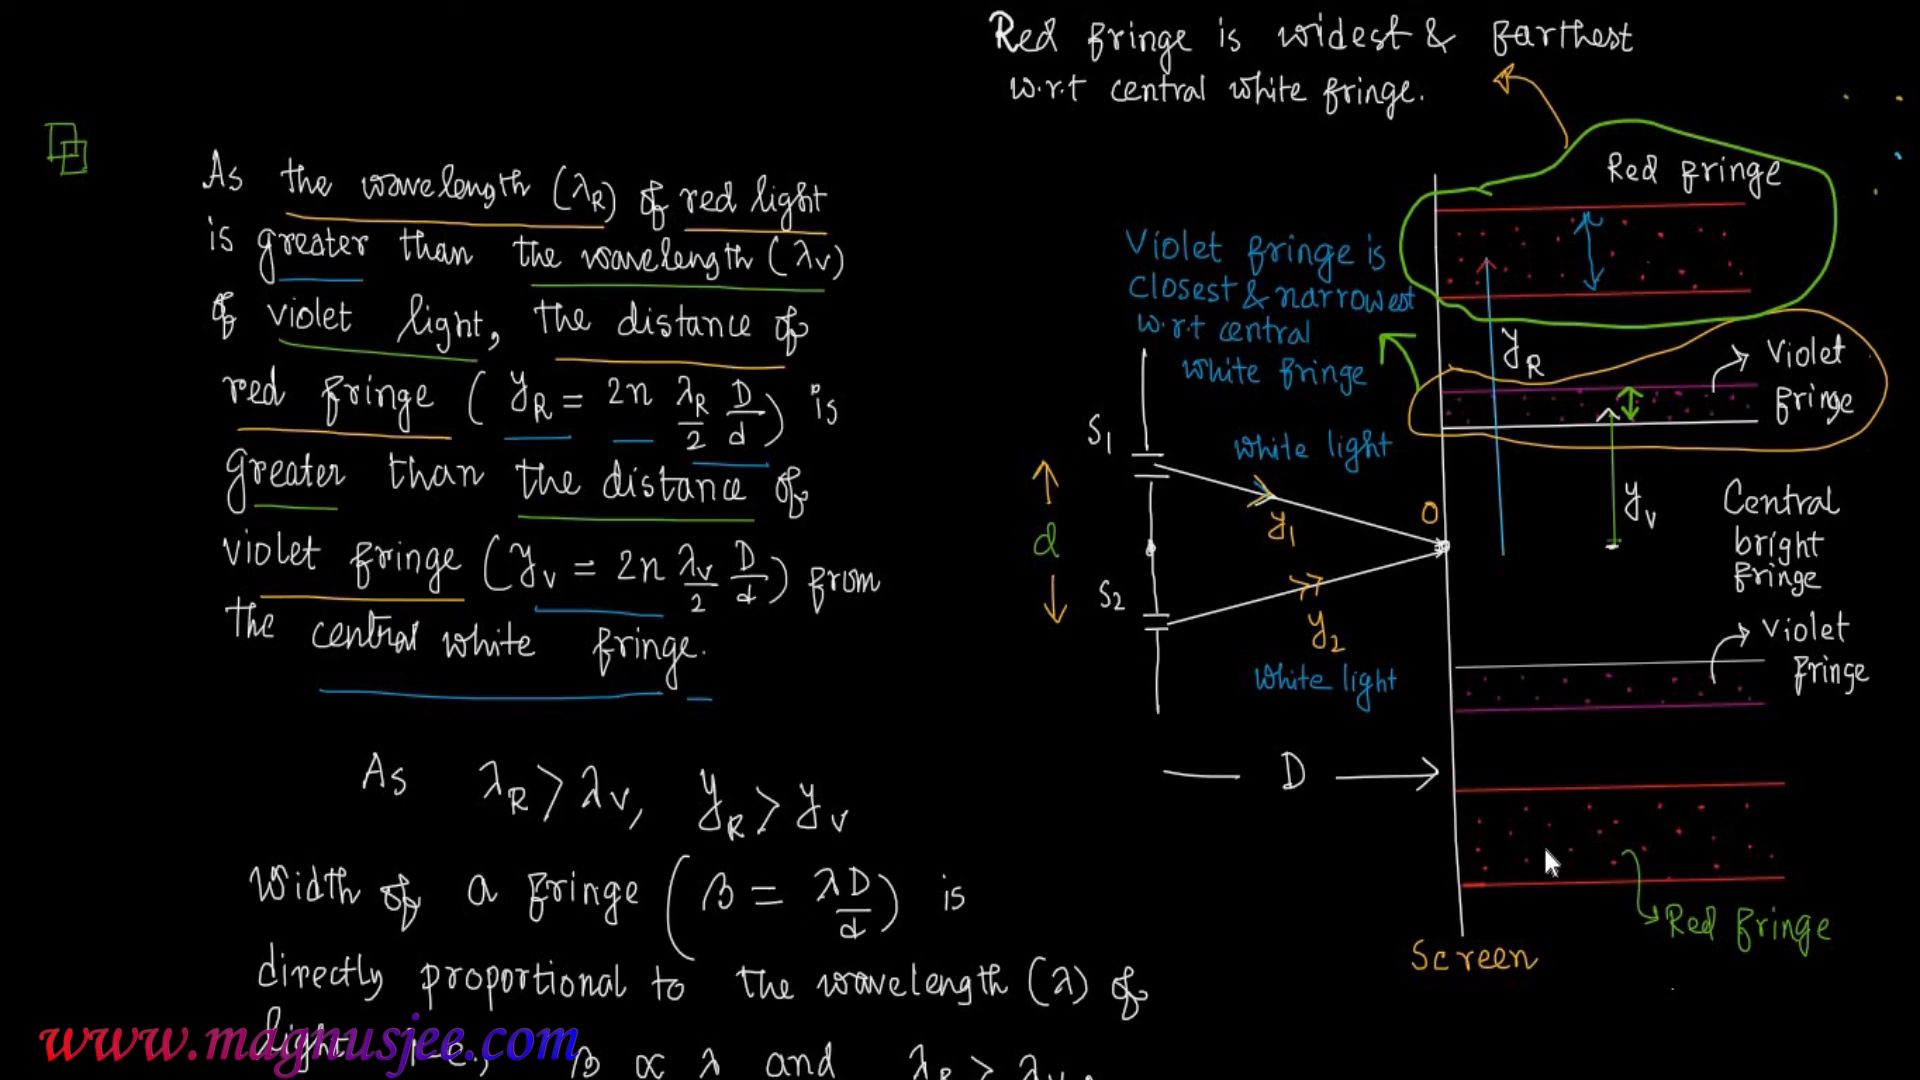 Red fringe is widest & farthest
w.r.t central white fringe.
As the wavelength (λR) of red light
is greater than the wavelength (λV)
of violet light, the distance of
red fringe ( yR = 2n λR/2 D/d ) is
greater than the distance of
violet fringe ( yV = 2n λV/2 D/d ) from
the central white fringe.
As λR > λV, yR > yV
Width of a fringe ( β = λ D/d ) is
directly proportional to the wavelength (λ) of
light i.e., β ∝ λ and λR > λV
www.magnusjee.com
Red fringe
Violet fringe is
closest & narrowest
w.r.t central
white fringe
yR
Violet
fringe
S1
white light
d
y1
O
yV
Central
bright
fringe
S2
y2
white light
Violet
fringe
D
Red fringe
Screen